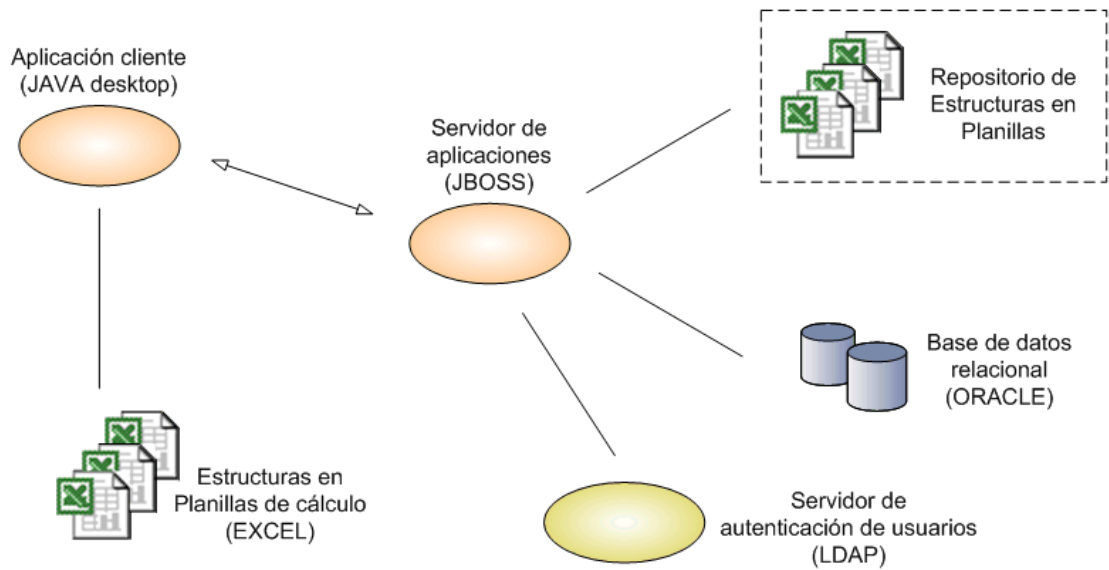 Aplicación cliente
(JAVA desktop)
Servidor de
aplicaciones
(JBOSS)
Repositorio de
Estructuras en
Planillas
Base de datos
relacional
(ORACLE)
Estructuras en
Planillas de cálculo
(EXCEL)
Servidor de
autenticación de usuarios
(LDAP)